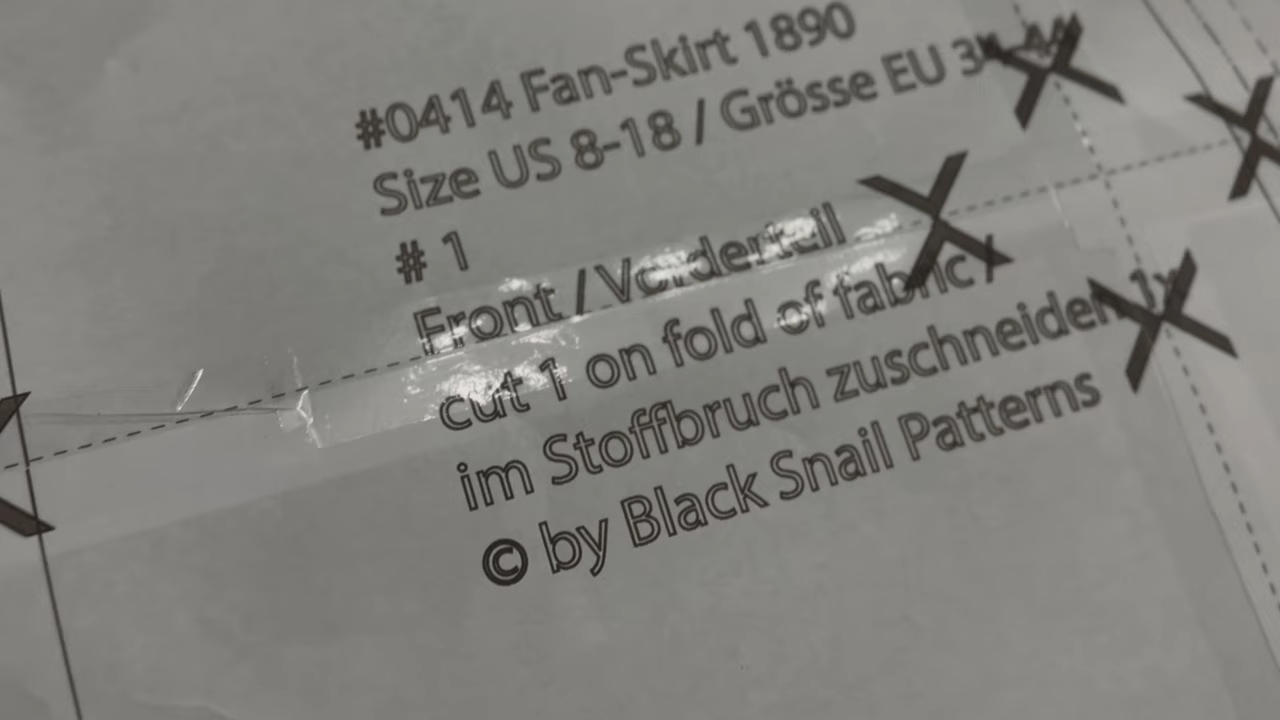 #0414 Fan-Skirt 1890
Size US 8-18 / Grösse EU
# 1
Front / Vorderteil
cut 1 on fold of fabric /
im Stoffbruch zuschneiden 1x
© by Black Snail Patterns